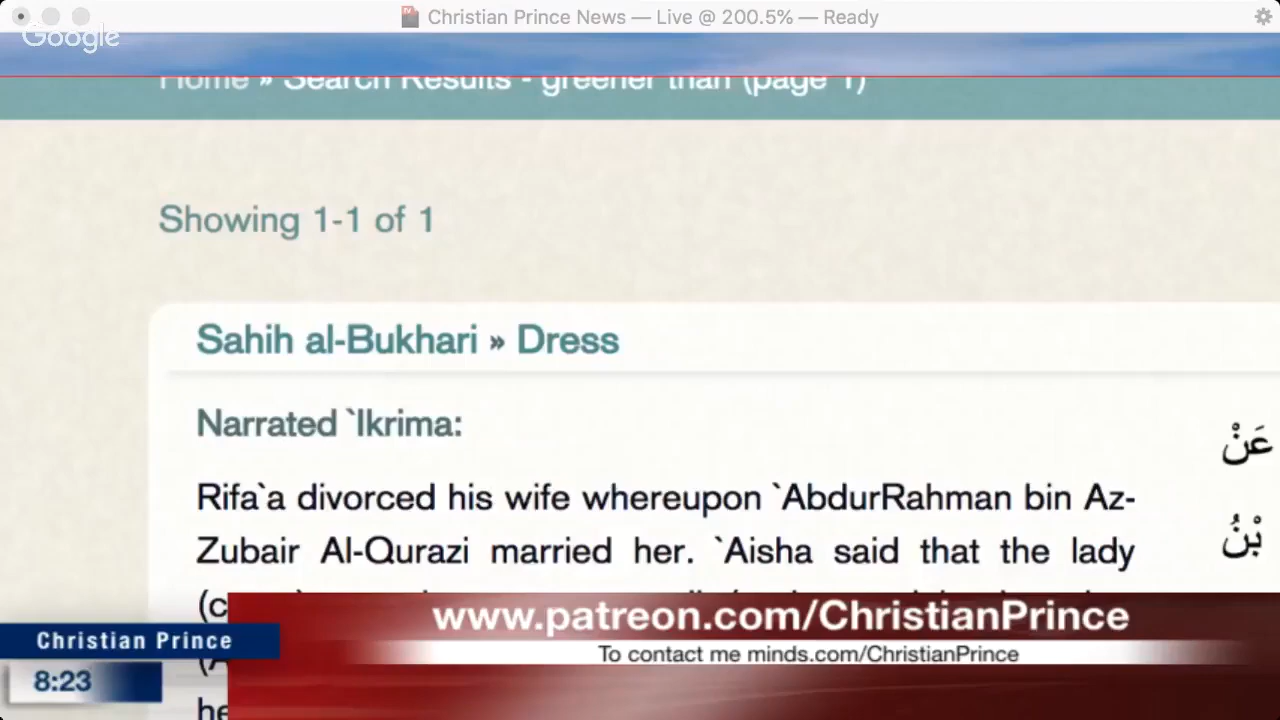 Christian Prince News — Live @ 200.5% — Ready
Google
Home » Search Results - greener than (page 1)
Showing 1-1 of 1
Sahih al-Bukhari » Dress
Narrated `Ikrima:
Rifa`a divorced his wife whereupon `AbdurRahman bin Az-
Zubair Al-Qurazi married her. `Aisha said that the lady
عَنْ
بْنُ
www.patreon.com/ChristianPrince
To contact me minds.com/ChristianPrince
Christian Prince
8:23